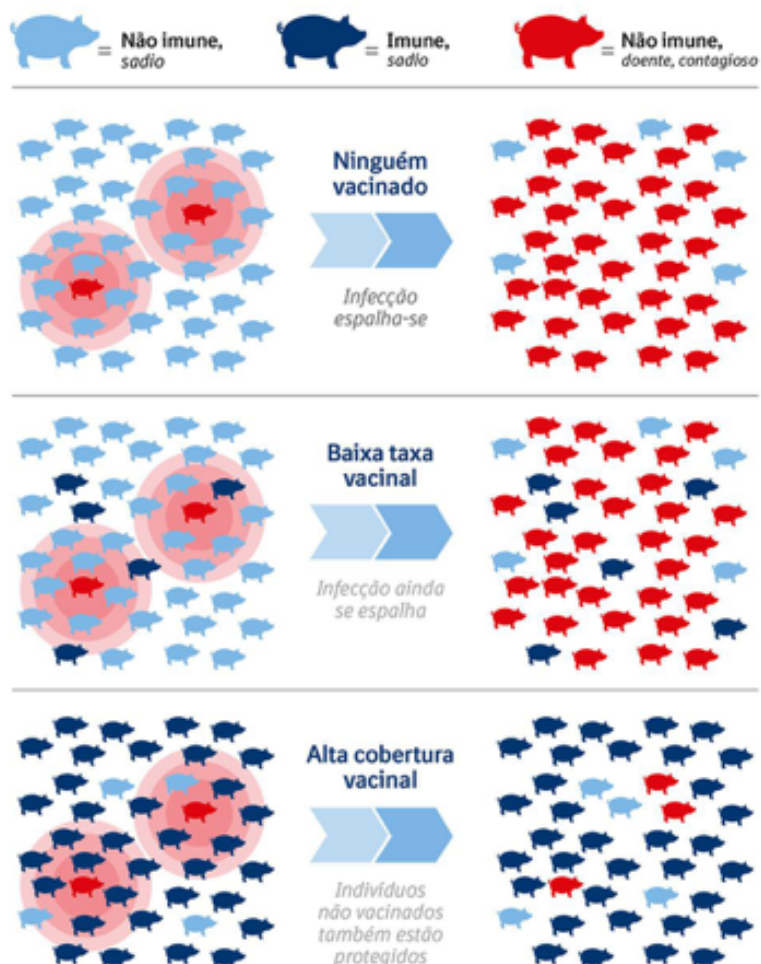 = Não imune,
sadio
= Imune,
sadio
= Não imune,
doente, contagioso
Ninguém
vacinado
Infecção
espalha-se
Baixa taxa
vacinal
Infecção ainda
se espalha
Alta cobertura
vacinal
Indivíduos
não vacinados
também estão
protegidos